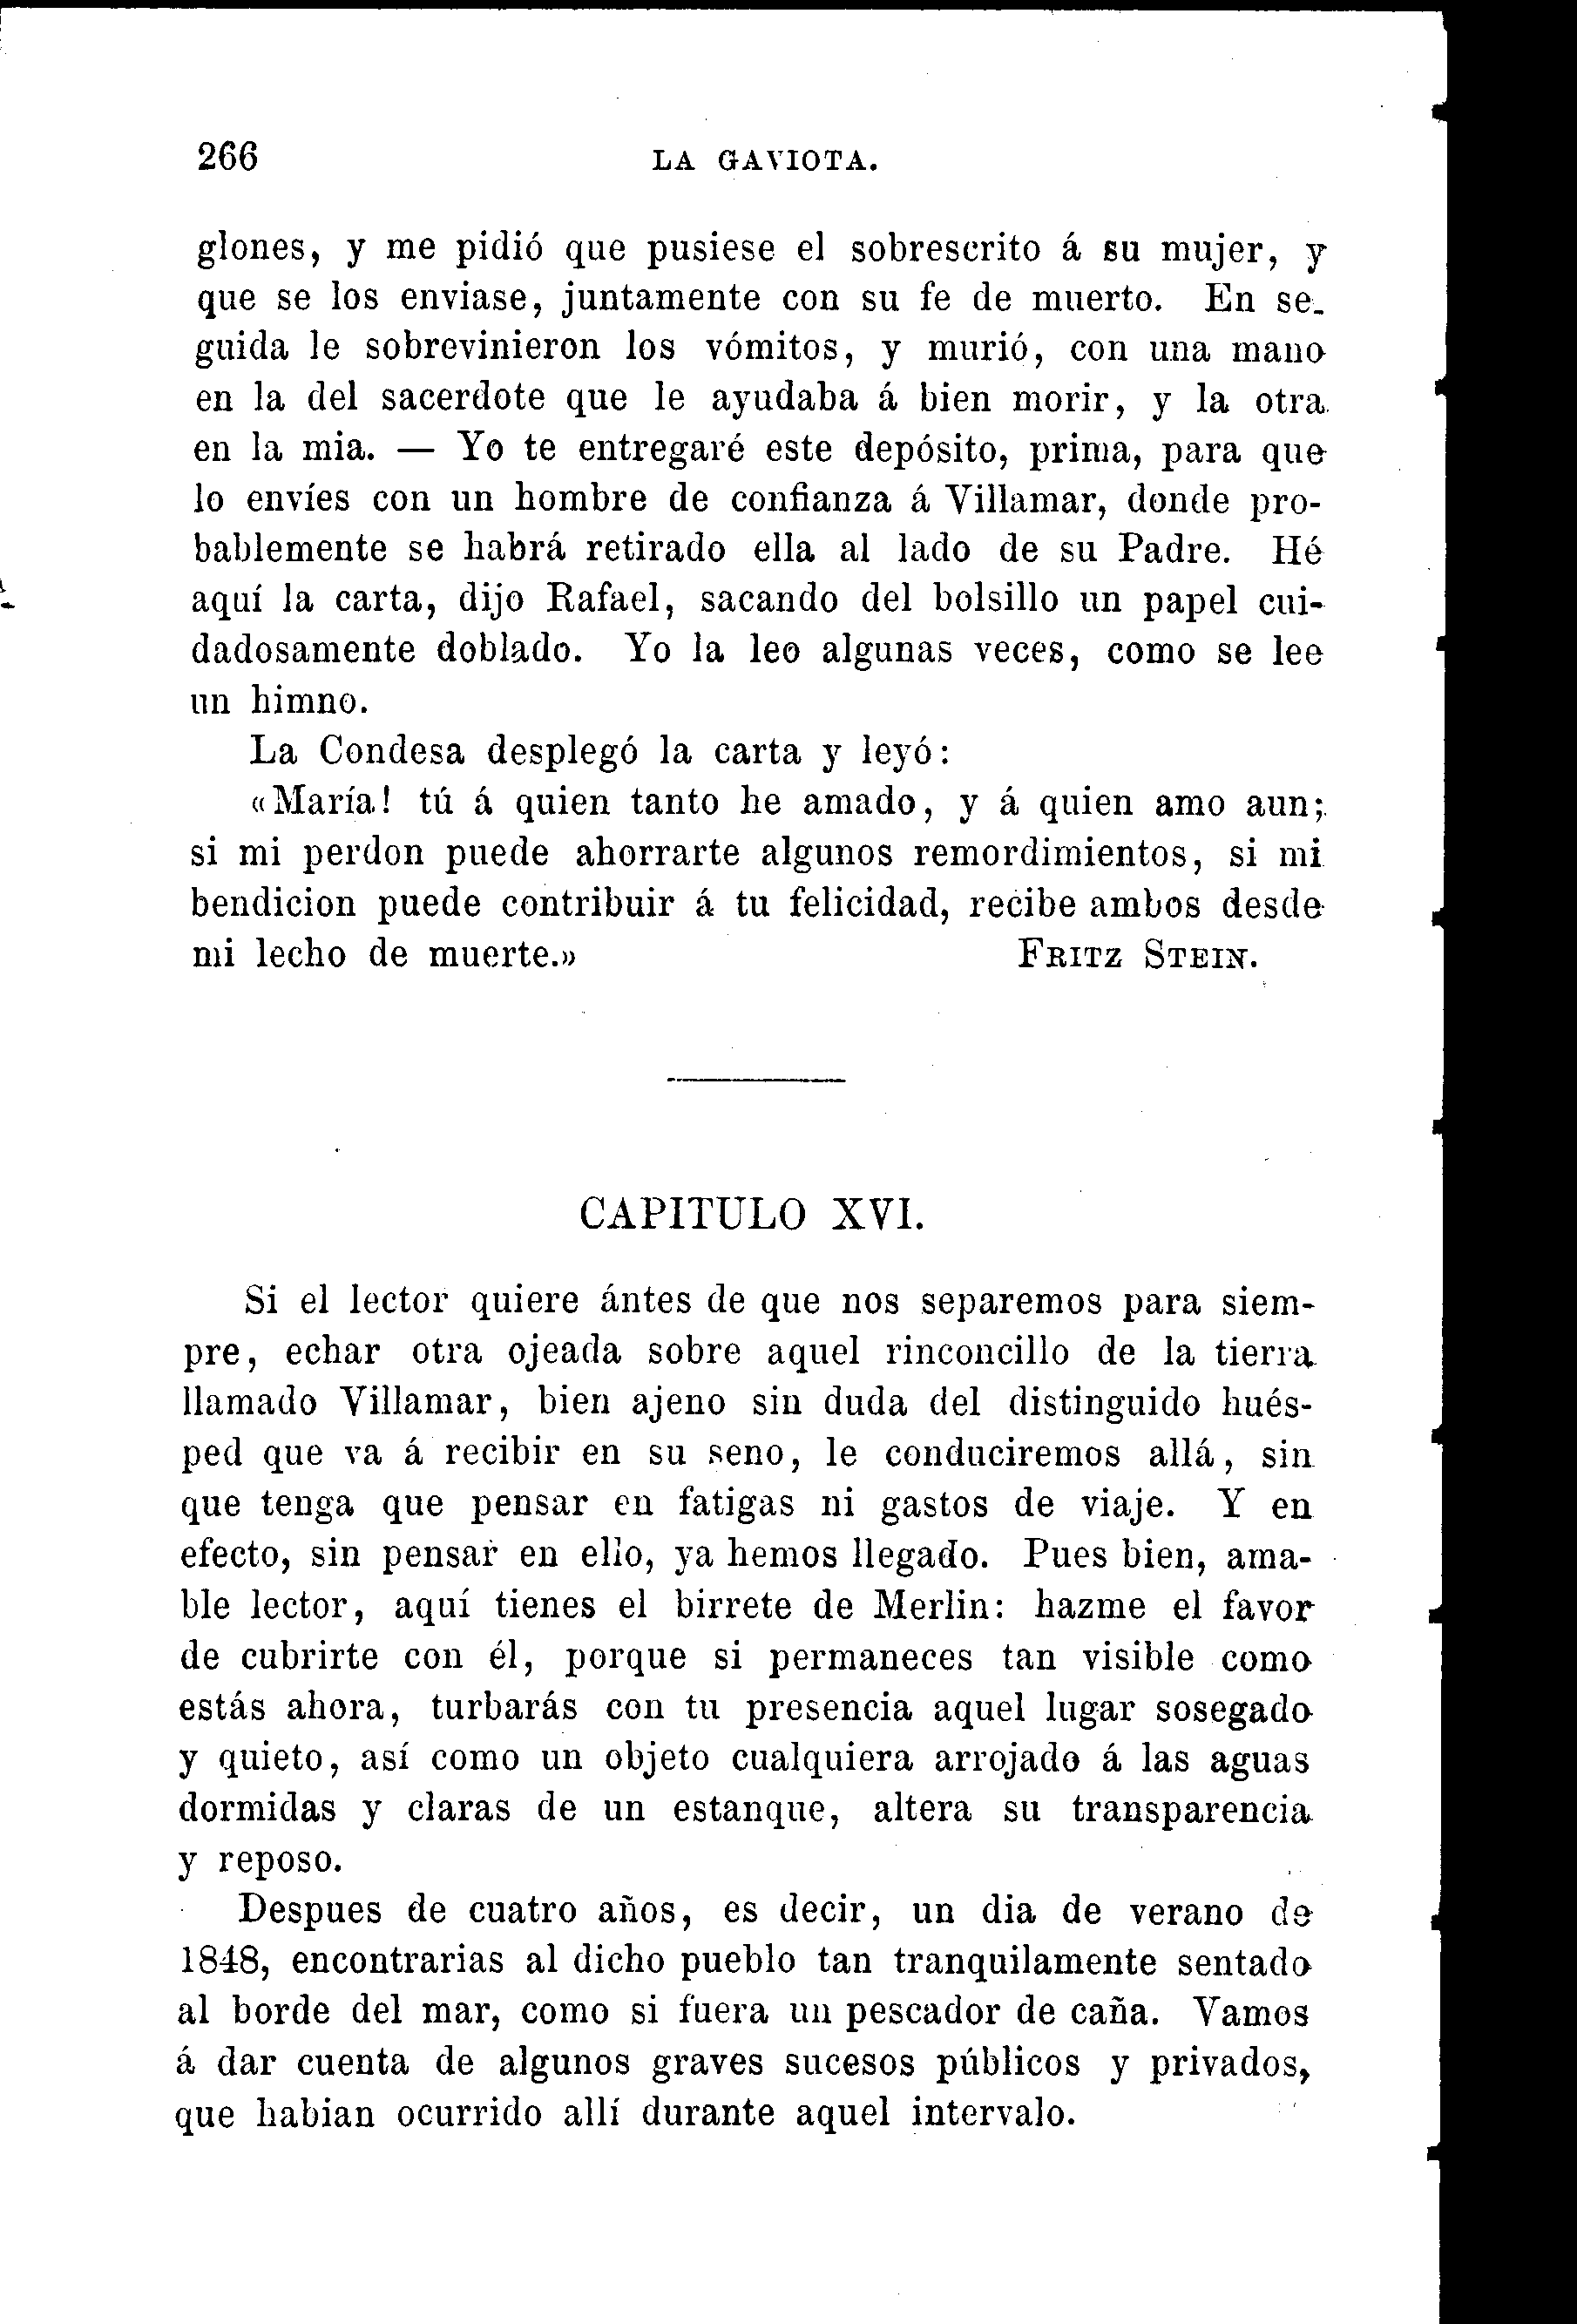 266 LA GAVIOTA.
glones, y me pidió que pusiese el sobrescrito á su mujer, y
que se los enviase, juntamente con su fe de muerto. En se-
guida le sobrevinieron los vómitos, y murió, con una mano
en la del sacerdote que le ayudaba á bien morir, y la otra
en la mia. — Yo te entregaré este depósito, prima, para que
lo envíes con un hombre de confianza á Villamar, donde pro-
bablemente se habrá retirado ella al lado de su Padre. Hé
aquí la carta, dijo Rafael, sacando del bolsillo un papel cui-
dadosamente doblado. Yo la leo algunas veces, como se lee
un himno.
La Condesa desplegó la carta y leyó:
«María! tú á quien tanto he amado, y á quien amo aun;
si mi perdon puede ahorrarte algunos remordimientos, si mi
bendicion puede contribuir á tu felicidad, recibe ambos desde
mi lecho de muerte.» FRITZ STEIN.
CAPITULO XVI.
Si el lector quiere ántes de que nos separemos para siem-
pre, echar otra ojeada sobre aquel rinconcillo de la tierra
llamado Villamar, bien ajeno sin duda del distinguido hués-
ped que va á recibir en su seno, le conduciremos allá, sin
que tenga que pensar en fatigas ni gastos de viaje. Y en
efecto, sin pensar en ello, ya hemos llegado. Pues bien, ama-
ble lector, aquí tienes el birrete de Merlin: hazme el favor
de cubrirte con él, porque si permaneces tan visible como
estás ahora, turbarás con tu presencia aquel lugar sosegado
y quieto, así como un objeto cualquiera arrojado á las aguas
dormidas y claras de un estanque, altera su transparencia
y reposo.
Despues de cuatro años, es decir, un dia de verano de
1848, encontrarias al dicho pueblo tan tranquilamente sentado
al borde del mar, como si fuera un pescador de caña. Vamos
á dar cuenta de algunos graves sucesos públicos y privados,
que habian ocurrido allí durante aquel intervalo.